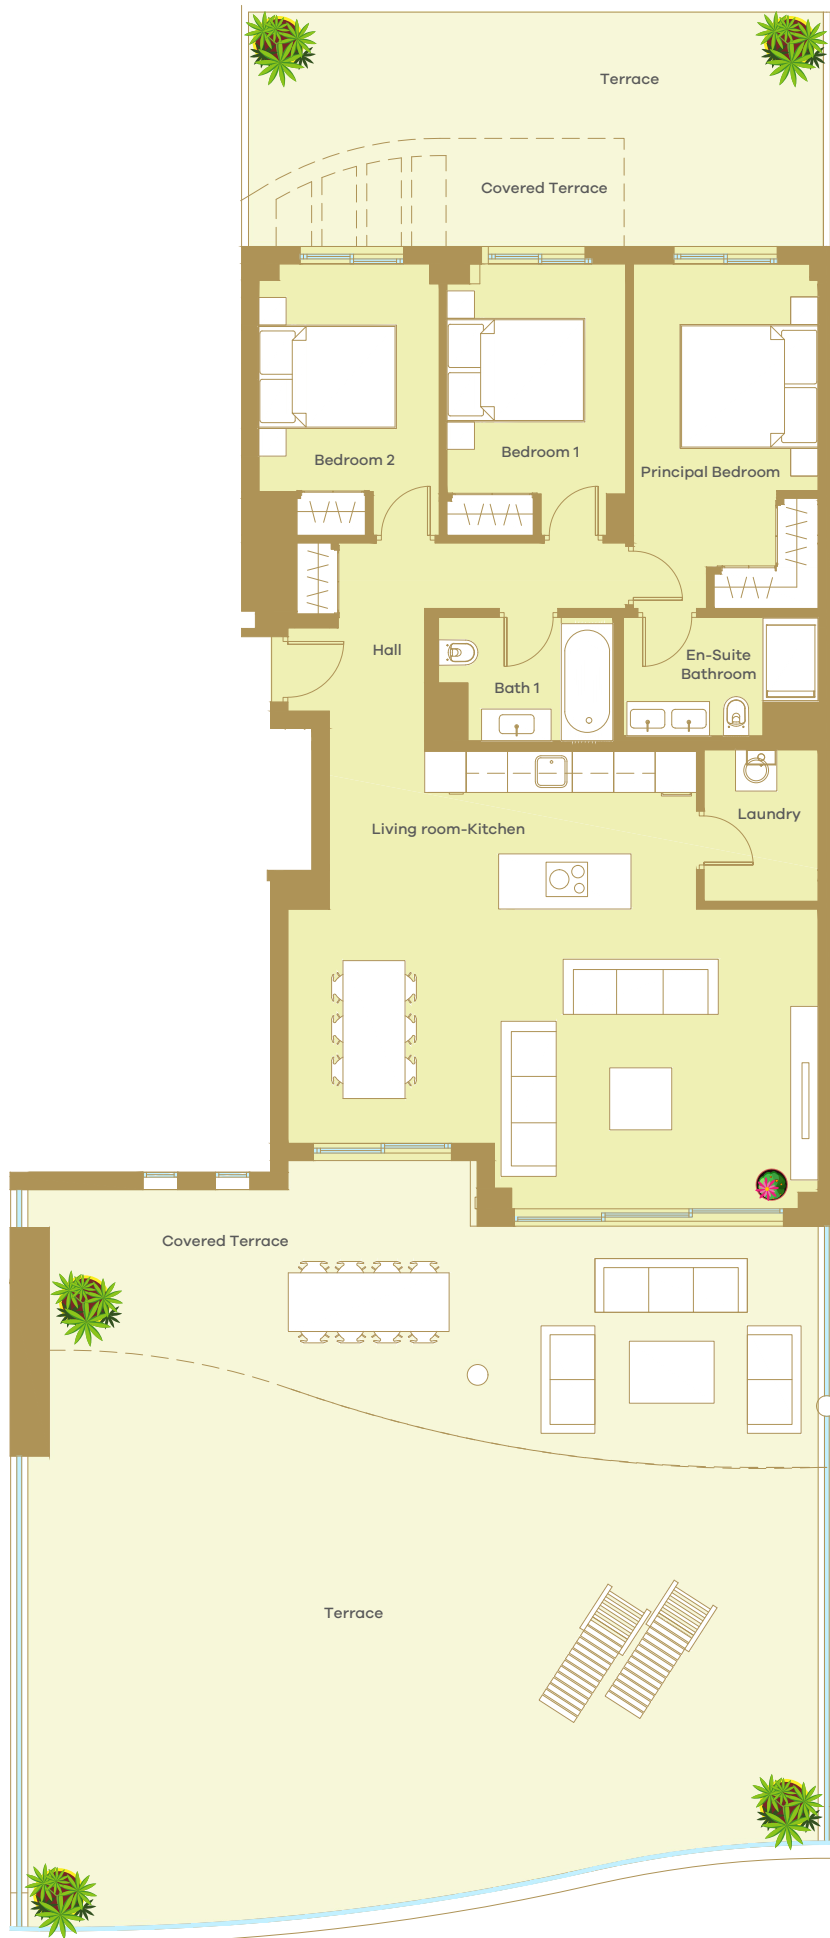 Terrace
Covered Terrace
Bedroom 2
Bedroom 1
Principal Bedroom
Hall
Bath 1
En-Suite
Bathroom
Laundry
Living room-Kitchen
Covered Terrace
Terrace